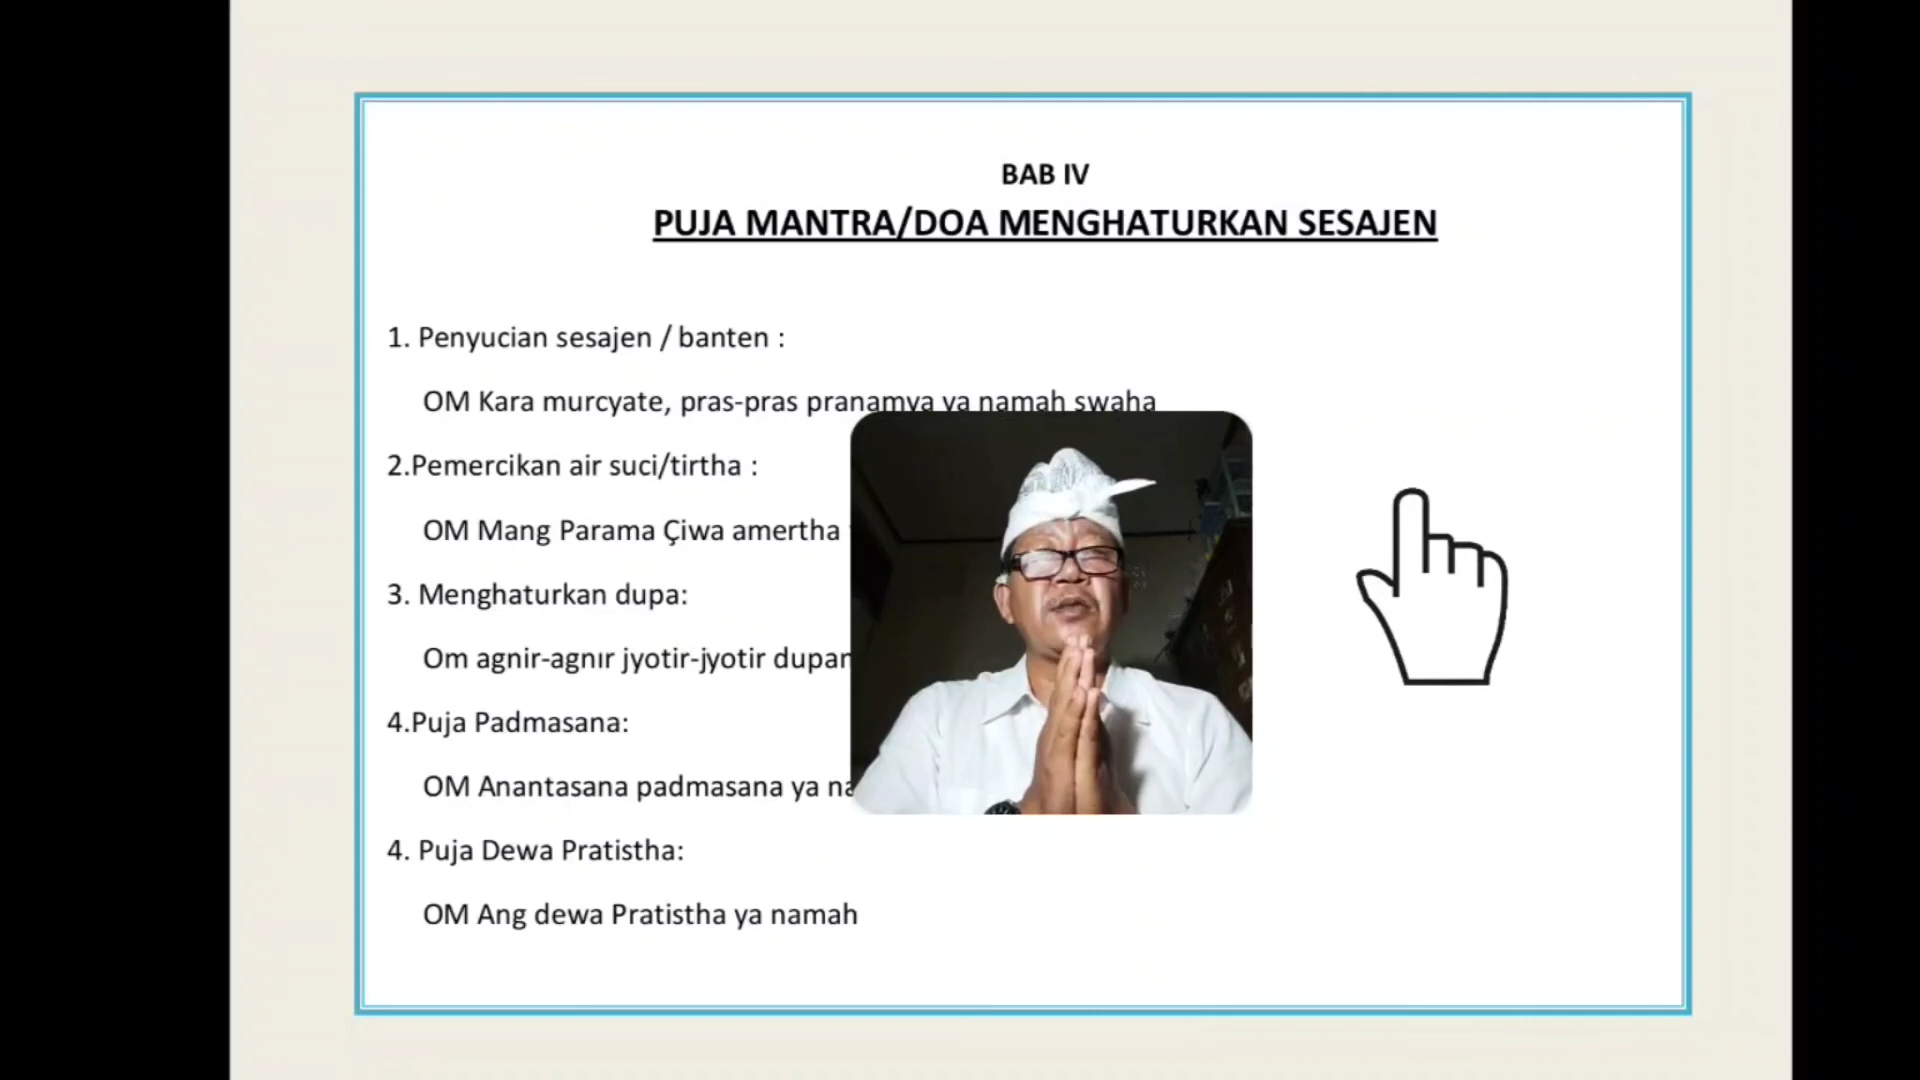 BAB IV
PUJA MANTRA/DOA MENGHATURKAN SESAJEN
1. Penyucian sesajen / banten :
OM Kara murcyate, pras-pras pranamya ya namah swaha
2.Pemercikan air suci/tirtha :
OM Mang Parama Çiwa amertha
3. Menghaturkan dupa:
Om agnir-agnır jyotir-jyotir
4.Puja Padmasana:
OM Anantasana padmasana ya
4. Puja Dewa Pratistha:
OM Ang dewa Pratistha ya namah